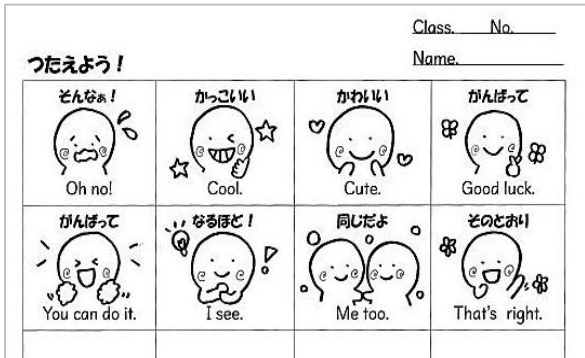 Class. No.
つたえよう！
Name.
そんなぁ！
かっこいい
かわいい
がんばって
Oh no!
Cool.
Cute.
Good luck.
がんばって
なるほど！
同じだよ
そのとおり
You can do it.
I see.
Me too.
That's right.